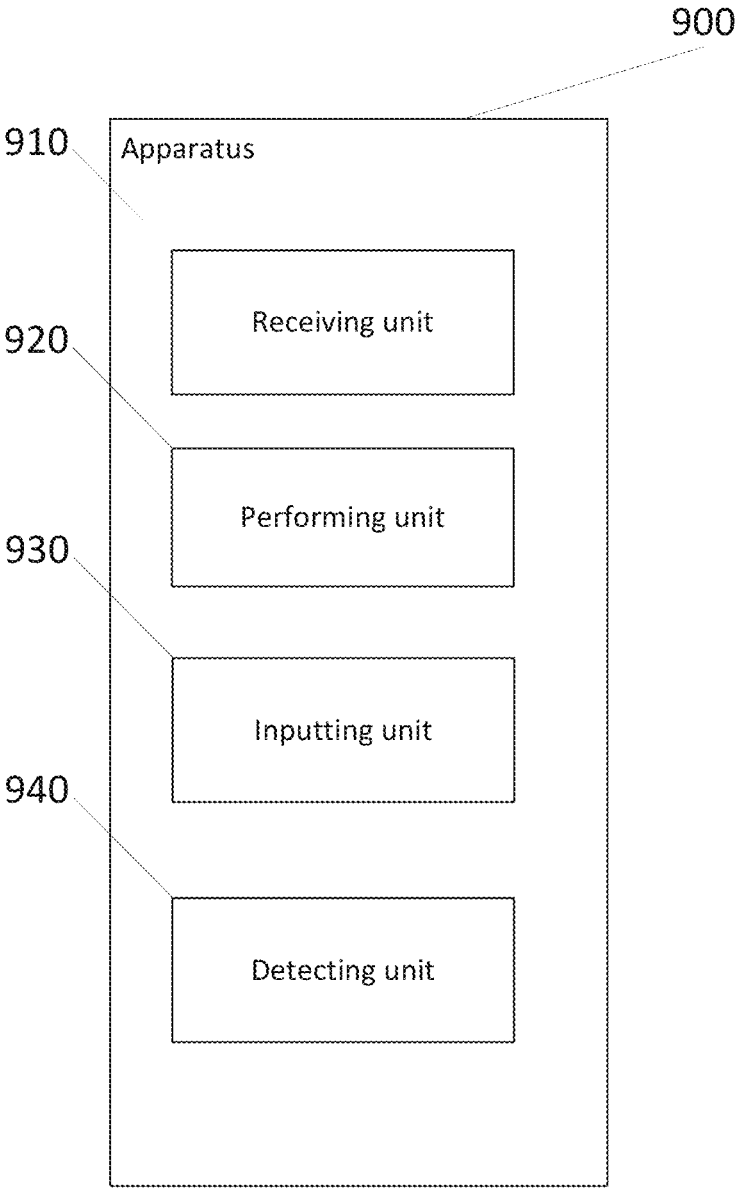 900
910
Apparatus
Receiving unit
920
Performing unit
930
Inputting unit
940
Detecting unit